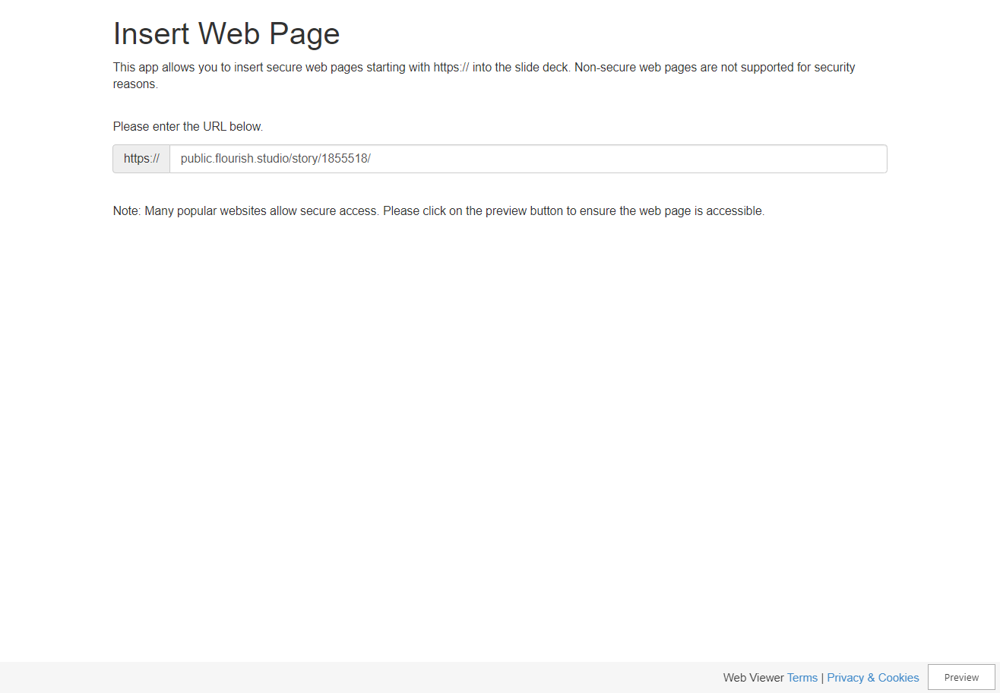 Insert Web Page
This app allows you to insert secure web pages starting with https:// into the slide deck. Non-secure web pages are not supported for security
reasons.
Please enter the URL below.
https:// public.flourish.studio/story/1855518/
Note: Many popular websites allow secure access. Please click on the preview button to ensure the web page is accessible.
Web Viewer Terms | Privacy & Cookies Preview